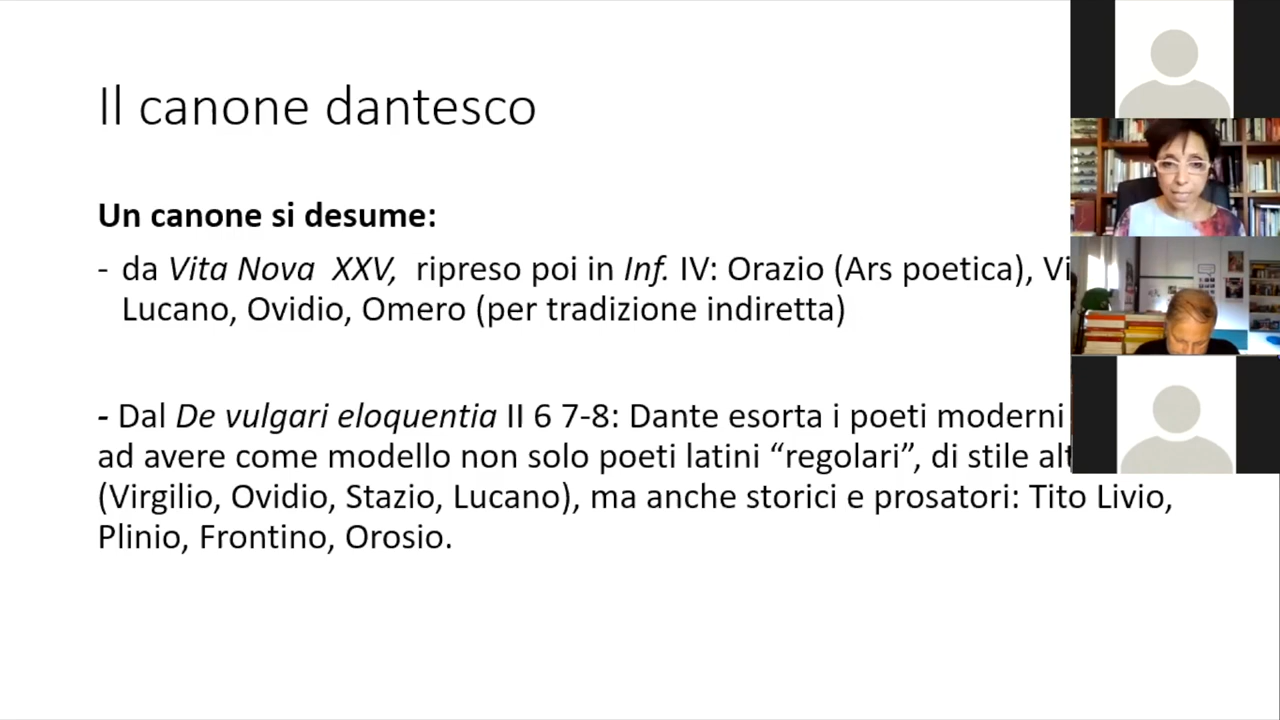 Il canone dantesco
Un canone si desume:
- da Vita Nova XXV, ripreso poi in Inf. IV: Orazio (Ars poetica),
Lucano, Ovidio, Omero (per tradizione indiretta)
- Dal De vulgari eloquentia II 6 7-8: Dante esorta i poeti moderni
ad avere come modello non solo poeti latini “regolari”, di stile
(Virgilio, Ovidio, Stazio, Lucano), ma anche storici e prosatori: Tito Livio,
Plinio, Frontino, Orosio.